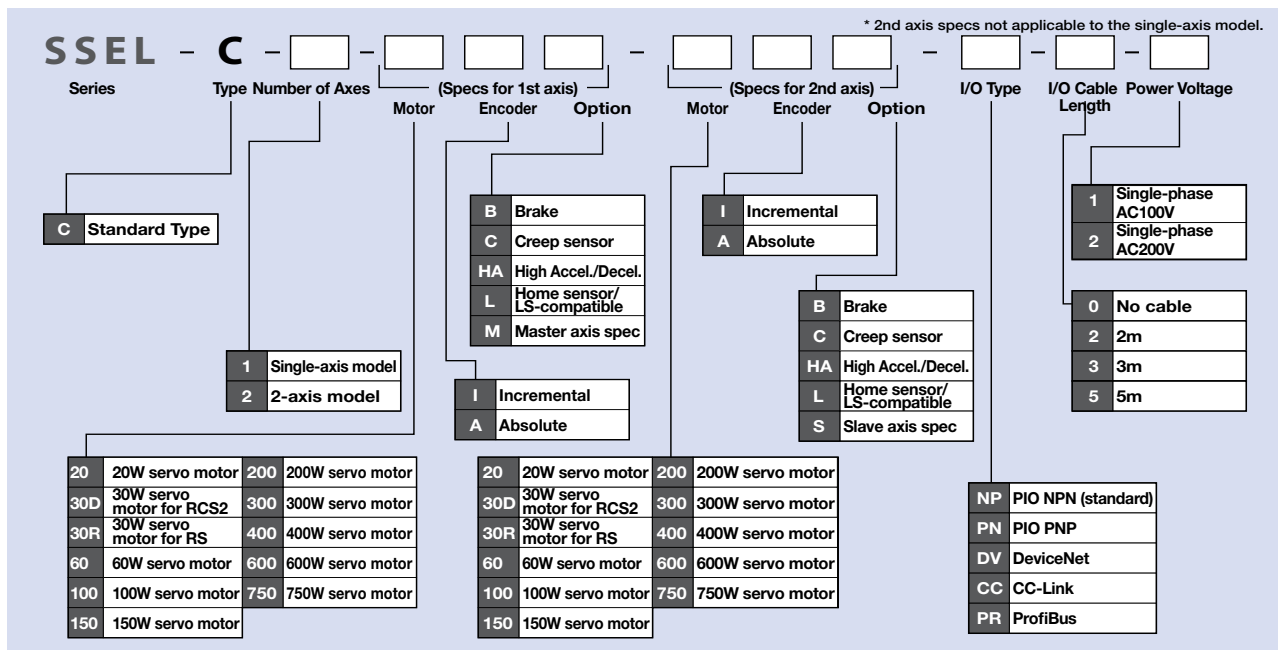 * 2nd axis specs not applicable to the single-axis model.
SSEL - C - - - - -
Series
Type
Number of Axes
(Specs for 1st axis)
Motor
Encoder
Option
(Specs for 2nd axis)
Motor
Encoder
Option
I/O Type
I/O Cable
Length
Power Voltage
C Standard Type
1 Single-axis model
2 2-axis model
B Brake
C Creep sensor
HA High Accel./Decel.
L Home sensor/
LS-compatible
M Master axis spec
I Incremental
A Absolute
20 20W servo motor 200 200W servo motor
30D 30W servo
motor for RCS2 300 300W servo motor
30R 30W servo
motor for RS 400 400W servo motor
60 60W servo motor 600 600W servo motor
100 100W servo motor 750 750W servo motor
150 150W servo motor
I Incremental
A Absolute
B Brake
C Creep sensor
HA High Accel./Decel.
L Home sensor/
LS-compatible
S Slave axis spec
20 20W servo motor 200 200W servo motor
30D 30W servo
motor for RCS2 300 300W servo motor
30R 30W servo
motor for RS 400 400W servo motor
60 60W servo motor 600 600W servo motor
100 100W servo motor 750 750W servo motor
150 150W servo motor
1 Single-phase
AC100V
2 Single-phase
AC200V
0 No cable
2 2m
3 3m
5 5m
NP PIO NPN (standard)
PN PIO PNP
DV DeviceNet
CC CC-Link
PR ProfiBus